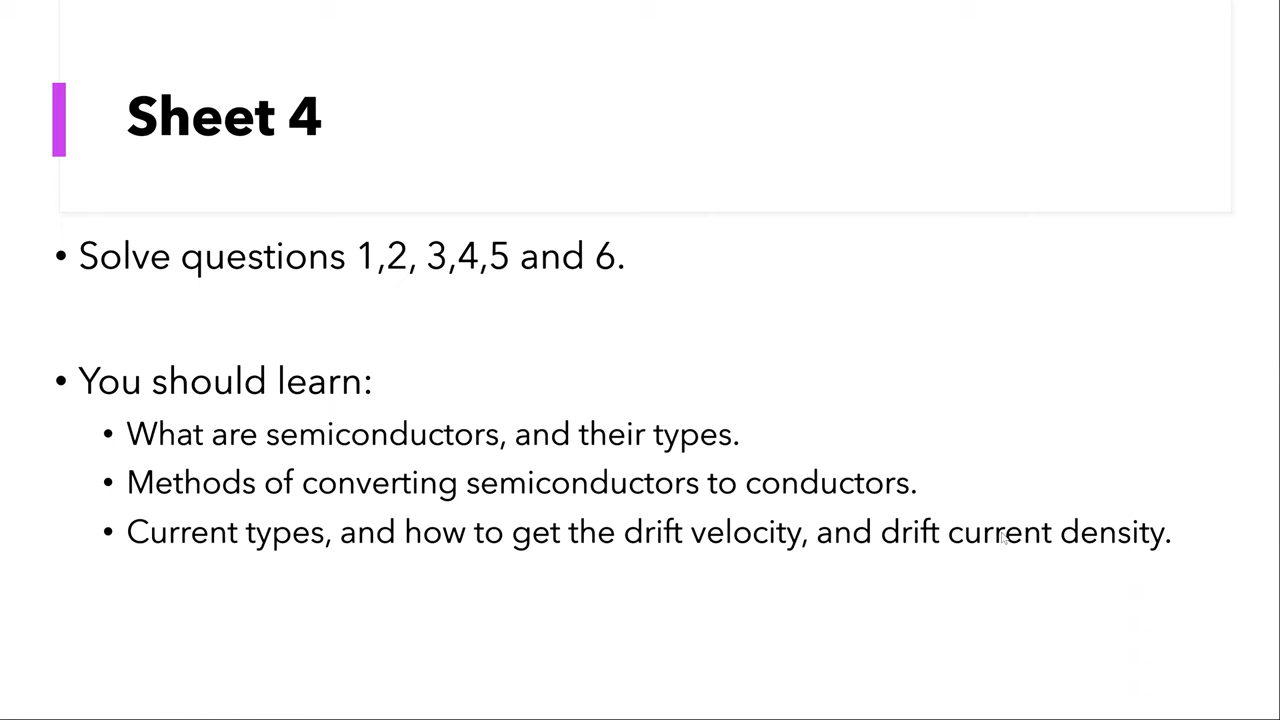 Sheet 4
• Solve questions 1,2, 3,4,5 and 6.
• You should learn:
• What are semiconductors, and their types.
• Methods of converting semiconductors to conductors.
• Current types, and how to get the drift velocity, and drift current density.